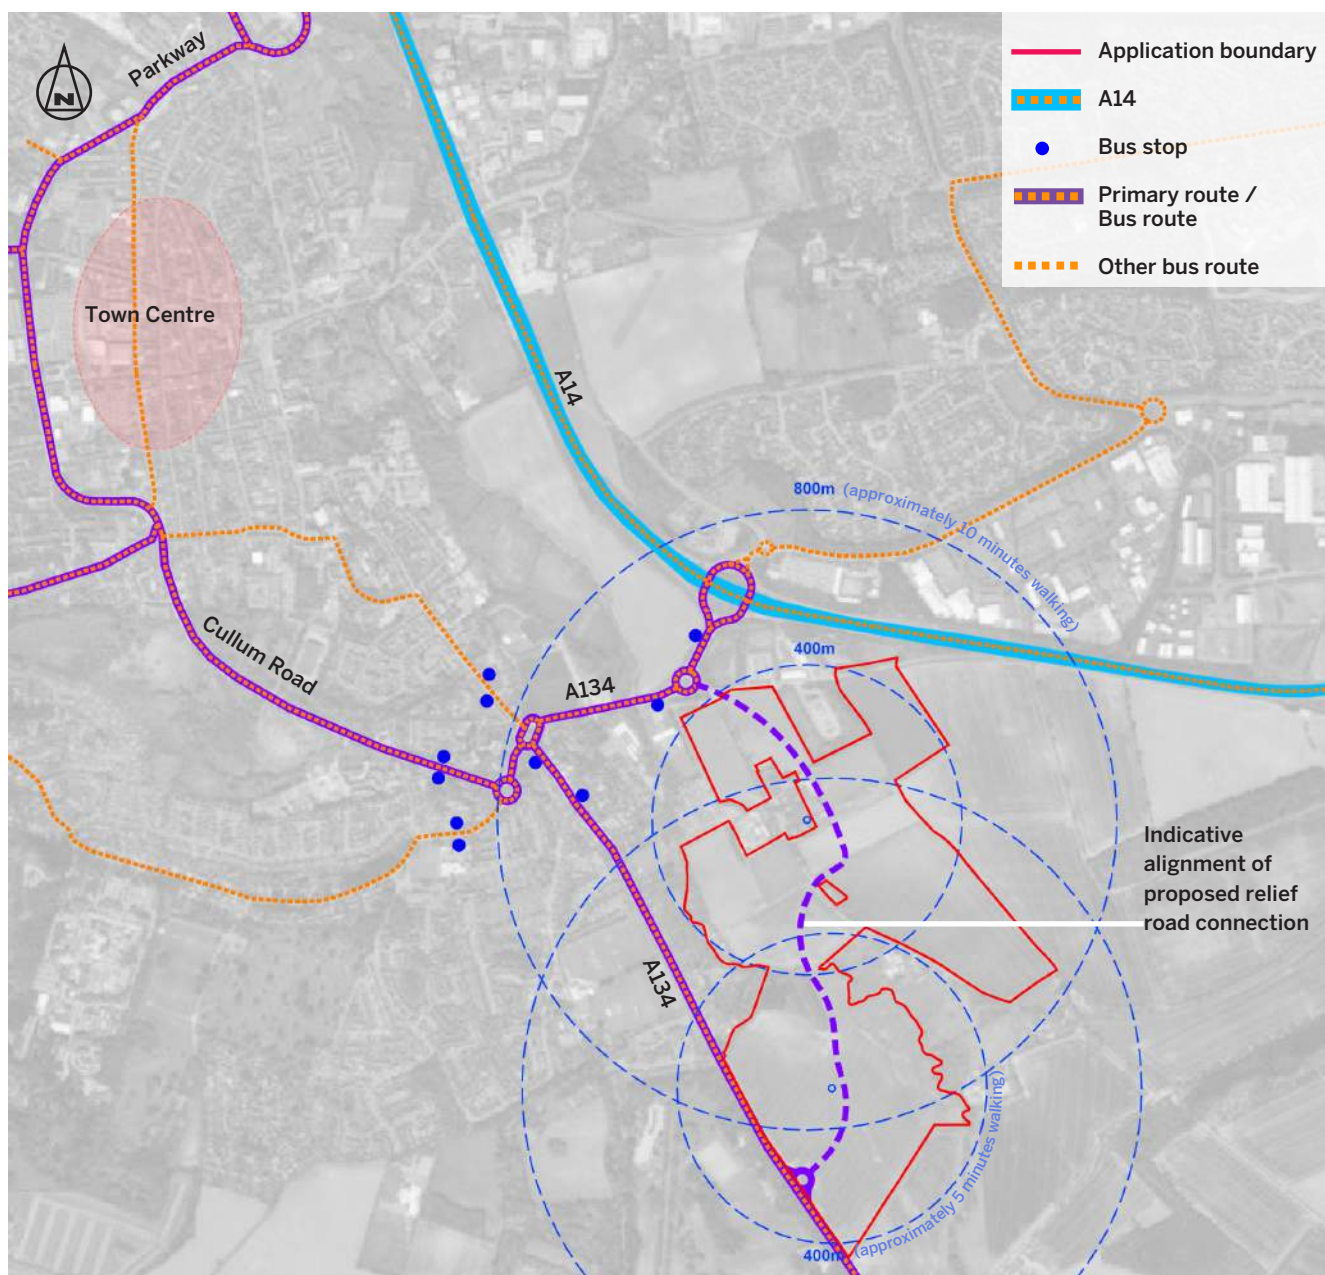 Parkway
N
Application boundary
A14
Bus stop
Primary route /
Bus route
Other bus route
Town Centre
A14
800m (approximately 10 minutes walking)
Cullum Road
A134
400m
Indicative
alignment of
proposed relief
road connection
A134
400m (approximately 5 minutes walking)